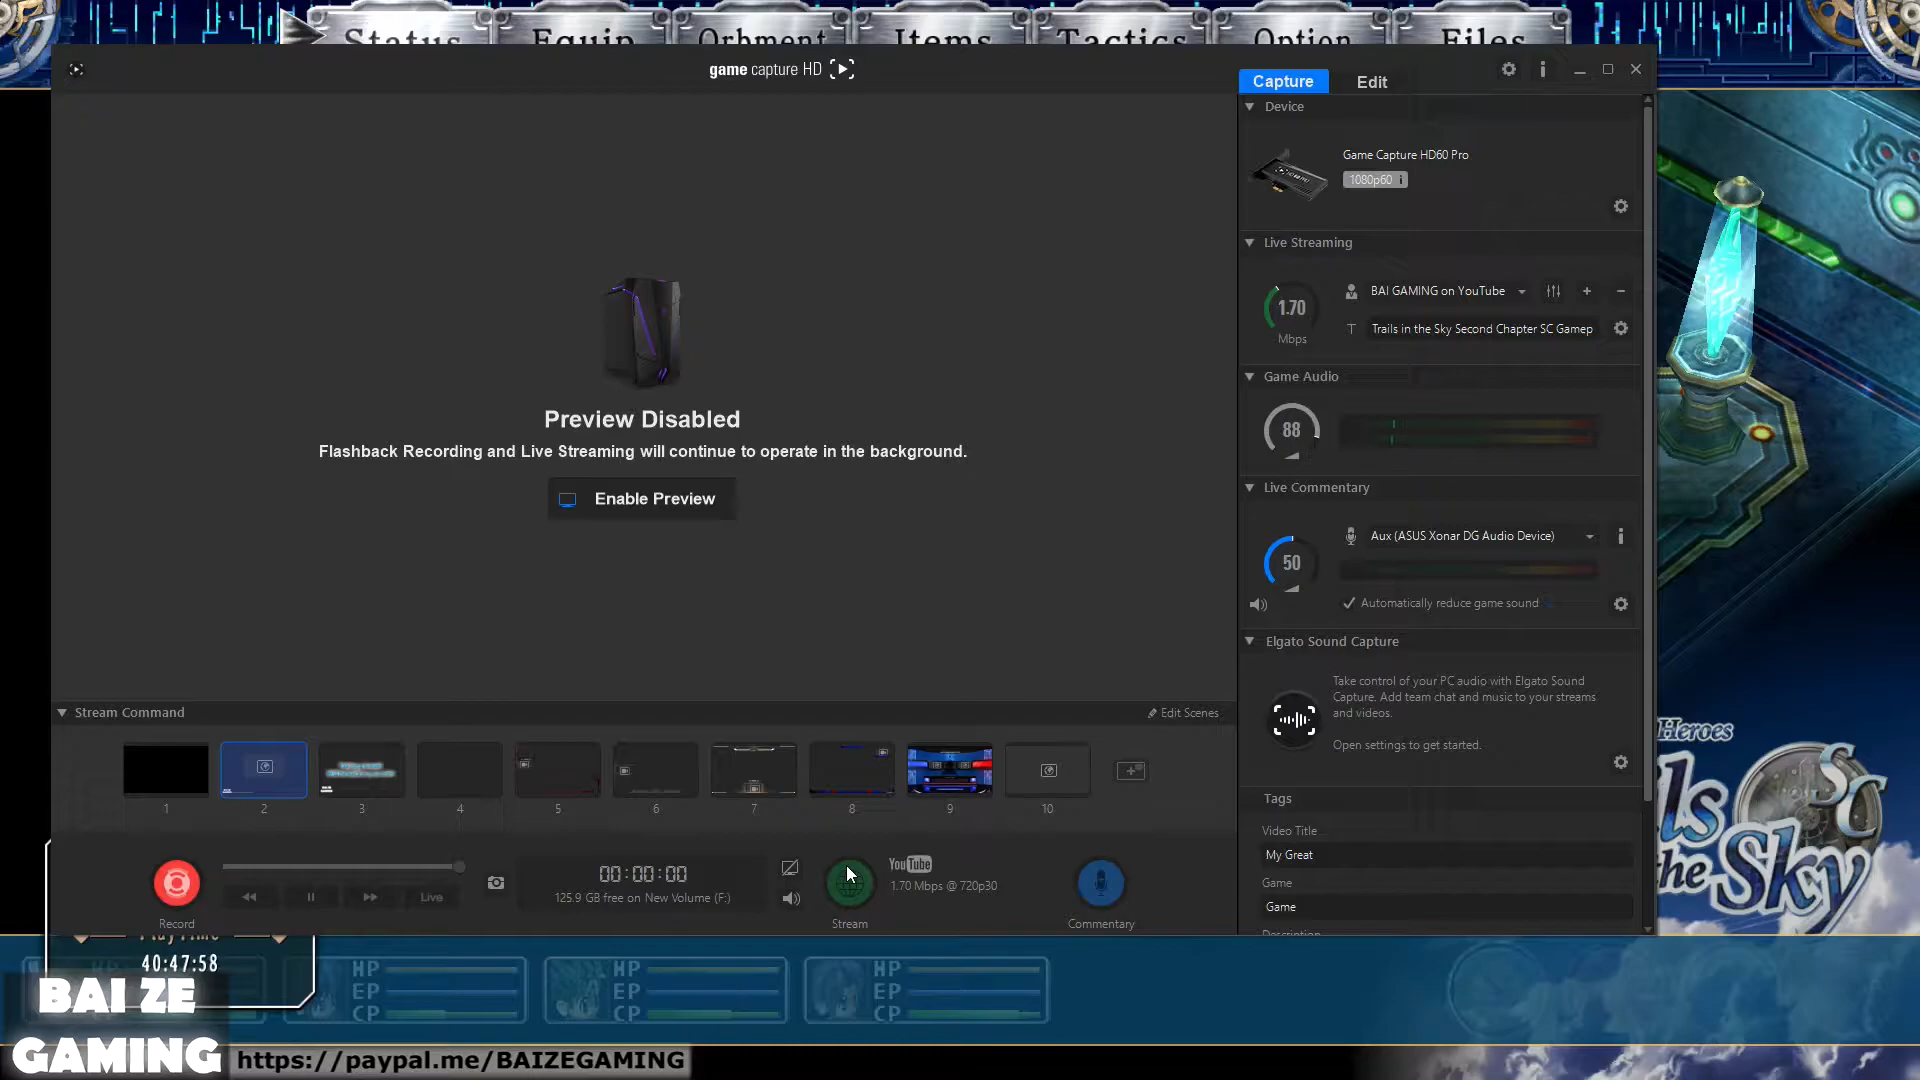 Status Equip Orbment Items Tactics Option Files
game capture HD
Capture Edit
Device
Game Capture HD60 Pro
1080p60 i
Live Streaming
1.70
Mbps
BAI GAMING on YouTube
T Trails in the Sky Second Chapter SC Gamep
Game Audio
88
Preview Disabled
Flashback Recording and Live Streaming will continue to operate in the background.
Enable Preview
Live Commentary
Aux (ASUS Xonar DG Audio Device)
50
Automatically reduce game sound
Elgato Sound Capture
Take control of your PC audio with Elgato Sound
Capture. Add team chat and music to your streams
and videos.
Open settings to get started.
Stream Command
Edit Scenes
1 2 3 4 5 6 7 8 9 10
Tags
Video Title
My Great
Game
Game
Description
Record
Live
00:00:00
125.9 GB free on New Volume (F:)
Stream
YouTube
1.70 Mbps @ 720p30
Commentary
Heroes
SC
the Sky
40:47:58
HP
EP
CP
HP
EP
CP
HP
EP
CP
BAI ZE
GAMING
https://paypal.me/BAIZEGAMING